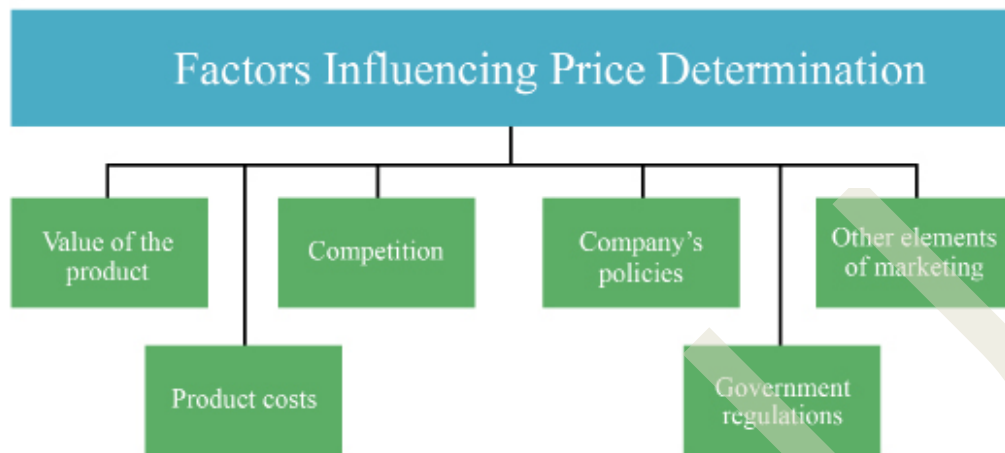 Factors Influencing Price Determination
Value of the
product
Competition
Company's
policies
Other elements
of marketing
Product costs
Government
regulations